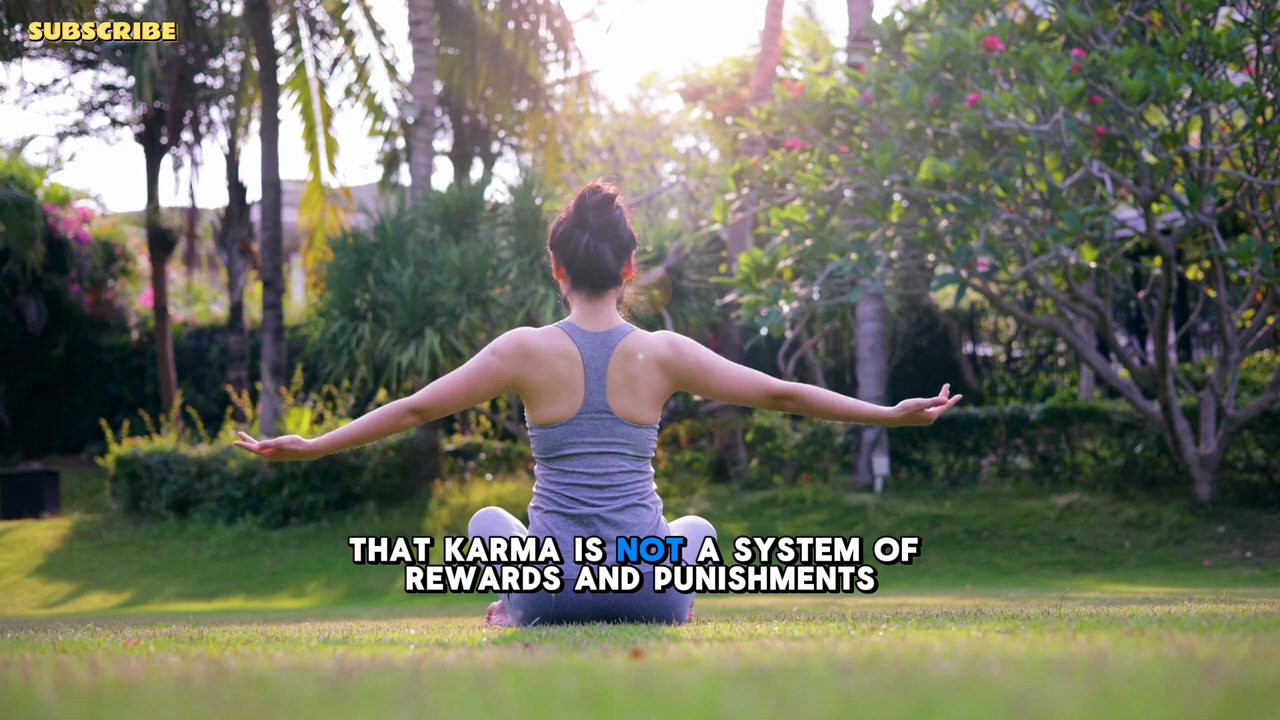 SUBSCRIBE
THAT KARMA IS NOT A SYSTEM OF
REWARDS AND PUNISHMENTS